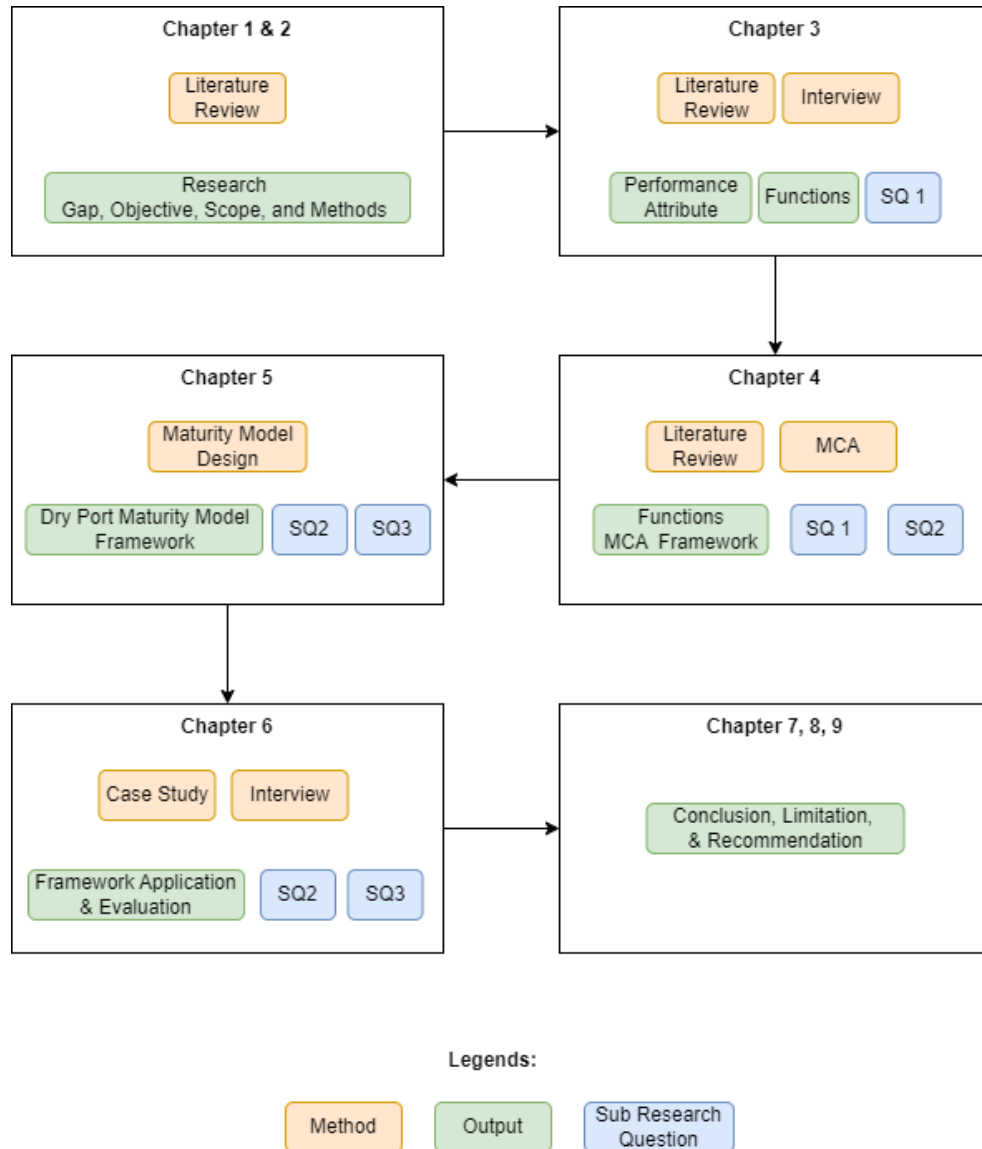 Chapter 1 & 2
Literature
Review
Research
Gap, Objective, Scope, and Methods
Chapter 3
Literature
Review
Interview
Performance
Attribute
Functions
SQ 1
Chapter 5
Maturity Model
Design
Dry Port Maturity Model
Framework
SQ2
SQ3
Chapter 4
Literature
Review
MCA
Functions
MCA Framework
SQ 1
SQ2
Chapter 6
Case Study
Interview
Framework Application
& Evaluation
SQ2
SQ3
Chapter 7, 8, 9
Conclusion, Limitation,
& Recommendation
Legends:
Method
Output
Sub Research
Question